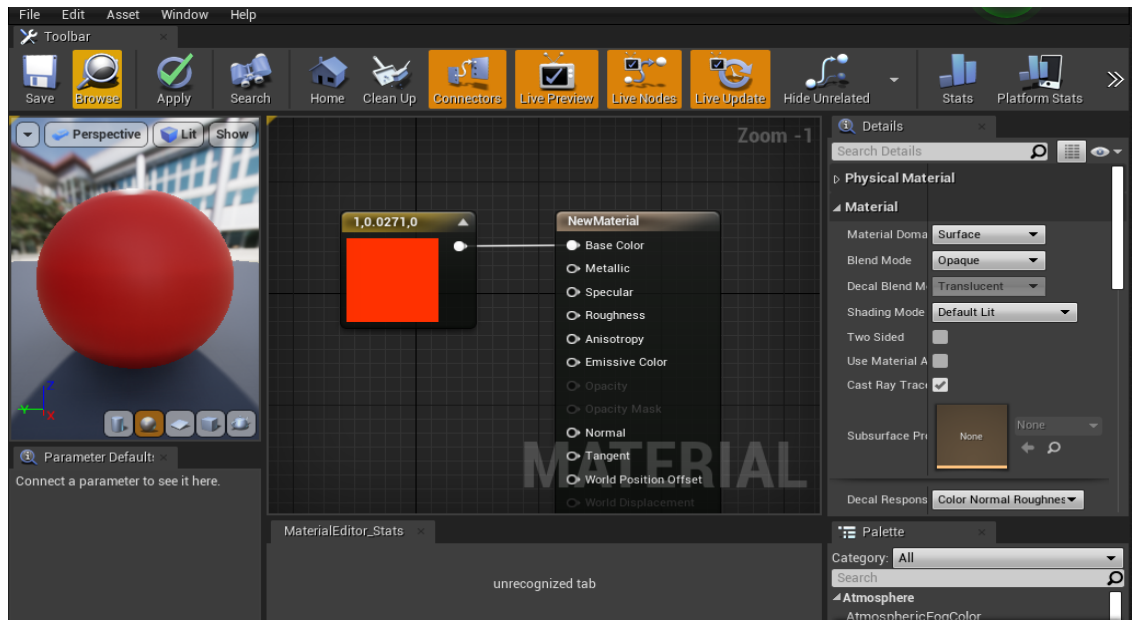 File Edit Asset Window Help
Toolbar
Save Browse Apply Search Home Clean Up Connectors Live Preview Live Nodes Live Update Hide Unrelated Stats Platform Stats
Perspective Lit Show
Z
Y
X
Parameter Defaults
Connect a parameter to see it here.
Zoom -1
1,0.0271,0
NewMaterial
Base Color
Metallic
Specular
Roughness
Anisotropy
Emissive Color
Opacity
Opacity Mask
Normal
Tangent
World Position Offset
World Displacement
MATERIAL
MaterialEditor_Stats
unrecognized tab
Details
Search Details
Physical Material
Material
Material Doma Surface
Blend Mode Opaque
Decal Blend M Translucent
Shading Mode Default Lit
Two Sided
Use Material A
Cast Ray Trace
Subsurface Pr None None
Decal Respons Color Normal Roughnes
Palette
Category: All
Search
Atmosphere
AtmosphericFogColor